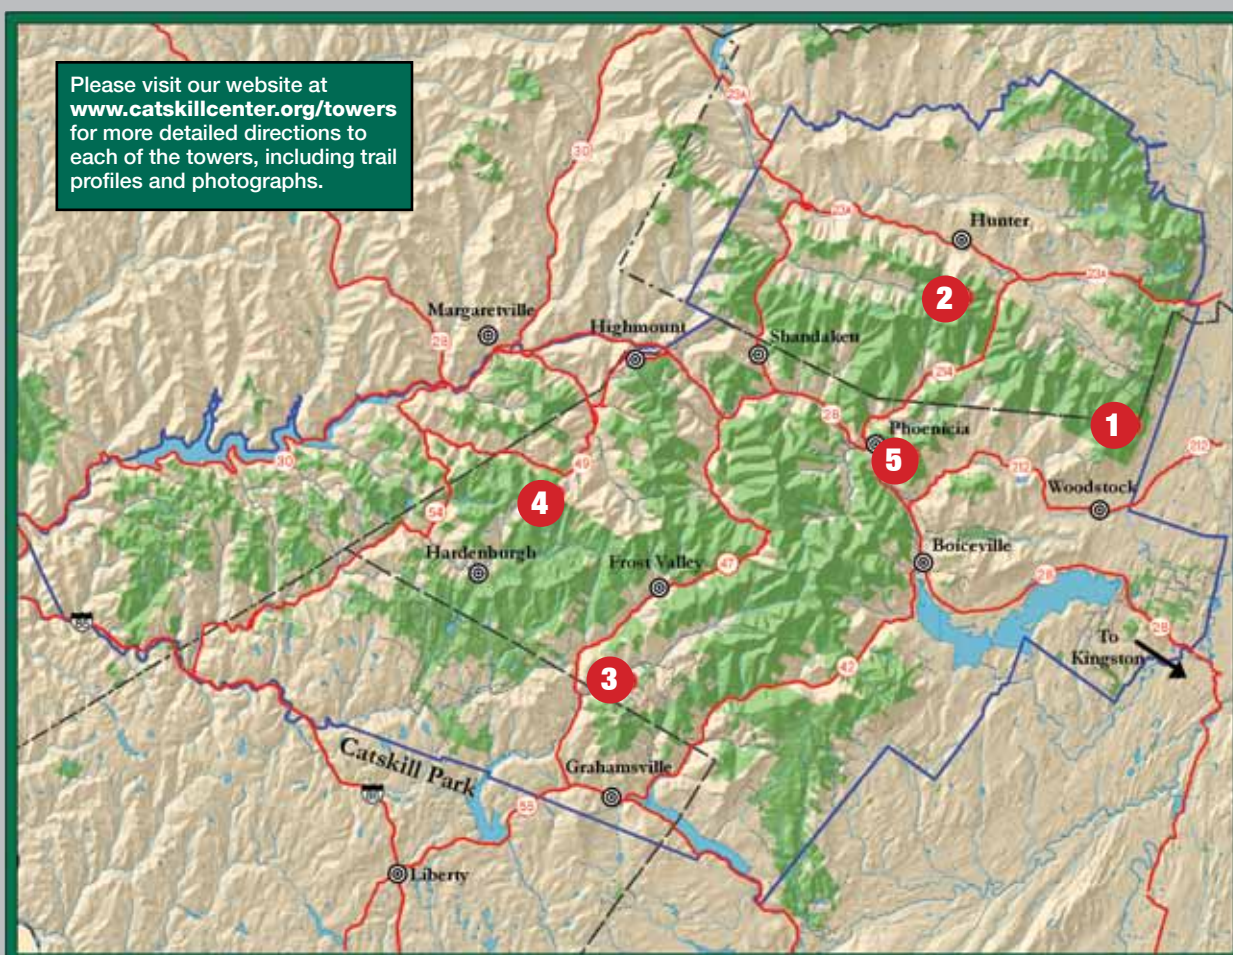 Please visit our website at
www.catskillcenter.org/towers
for more detailed directions to
each of the towers, including trail
profiles and photographs.
23A
30
23A
Hunter
23A
2
Margaretville
Highmount
Shandaken
28
214
28
1
Phoenicia
212
5
30
49
212
Woodstock
4
54
Boiceville
Hardenburgh
Frost Valley
47
28
28
To
Kingston
42
3
Catskill Park
Grahamsville
55
Liberty